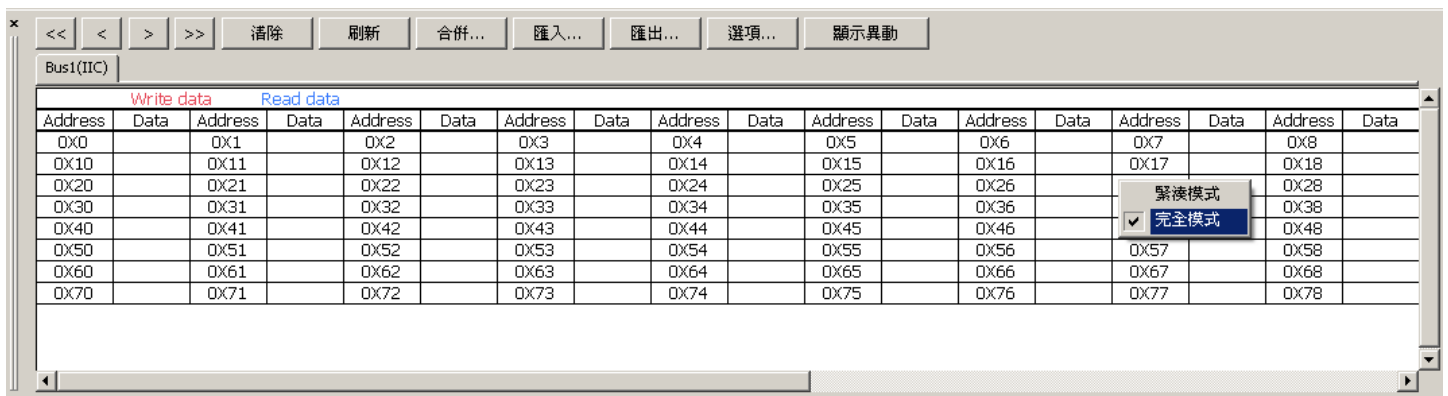 × << < > >> 清除 刷新 合併... 匯入... 匯出... 選項... 顯示異動
Bus1(IIC)
Write data Read data
Address Data Address Data Address Data Address Data Address Data Address Data Address Data Address Data Address Data
0X0 0X1 0X2 0X3 0X4 0X5 0X6 0X7 0X8
0X10 0X11 0X12 0X13 0X14 0X15 0X16 0X17 0X18
0X20 0X21 0X22 0X23 0X24 0X25 0X26 緊湊模式 0X28
0X30 0X31 0X32 0X33 0X34 0X35 0X36 完全模式 0X38
0X40 0X41 0X42 0X43 0X44 0X45 0X46 0X48
0X50 0X51 0X52 0X53 0X54 0X55 0X56 0X57 0X58
0X60 0X61 0X62 0X63 0X64 0X65 0X66 0X67 0X68
0X70 0X71 0X72 0X73 0X74 0X75 0X76 0X77 0X78